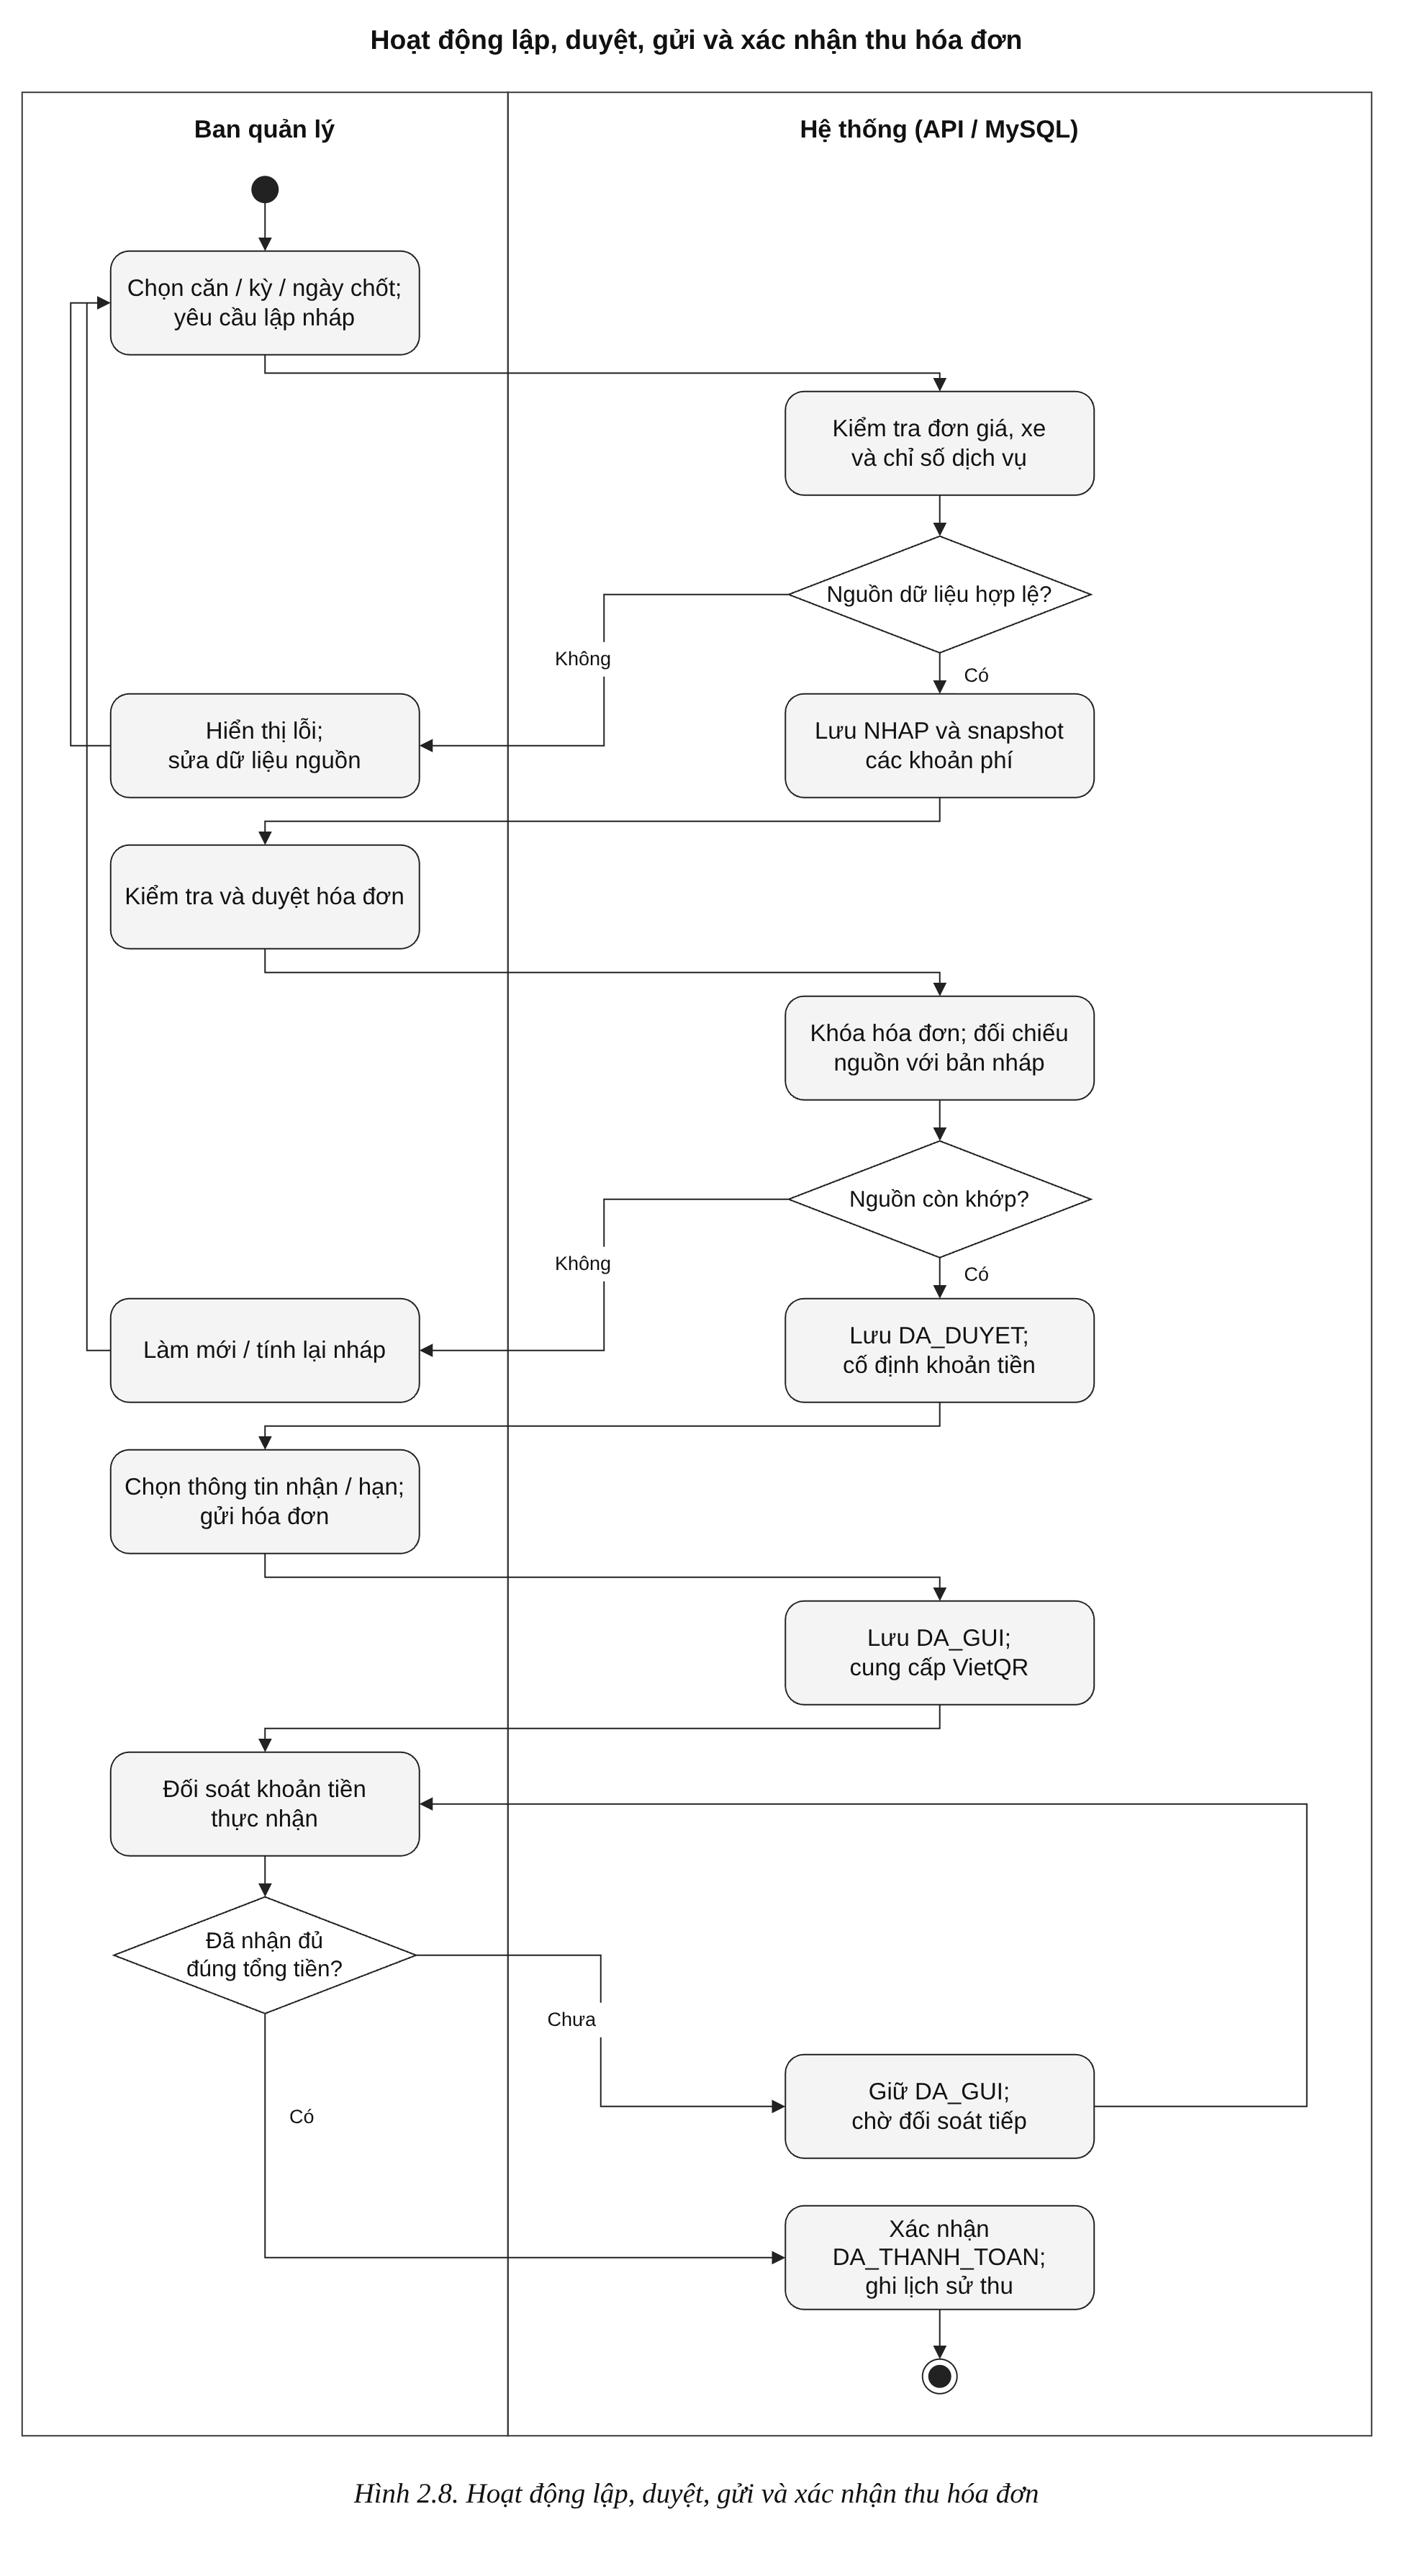 Hoạt động lập, duyệt, gửi và xác nhận thu hóa đơn
Ban quản lý
Hệ thống (API / MySQL)
Chọn căn / kỳ / ngày chốt;
yêu cầu lập nháp
Kiểm tra đơn giá, xe
và chỉ số dịch vụ
Nguồn dữ liệu hợp lệ?
Không
Có
Hiển thị lỗi;
sửa dữ liệu nguồn
Lưu NHAP và snapshot
các khoản phí
Kiểm tra và duyệt hóa đơn
Khóa hóa đơn; đối chiếu
nguồn với bản nháp
Nguồn còn khớp?
Không
Có
Làm mới / tính lại nháp
Lưu DA_DUYET;
cố định khoản tiền
Chọn thông tin nhận / hạn;
gửi hóa đơn
Lưu DA_GUI;
cung cấp VietQR
Đối soát khoản tiền
thực nhận
Đã nhận đủ
đúng tổng tiền?
Chưa
Giữ DA_GUI;
chờ đối soát tiếp
Có
Xác nhận
DA_THANH_TOAN;
ghi lịch sử thu
Hình 2.8. Hoạt động lập, duyệt, gửi và xác nhận thu hóa đơn